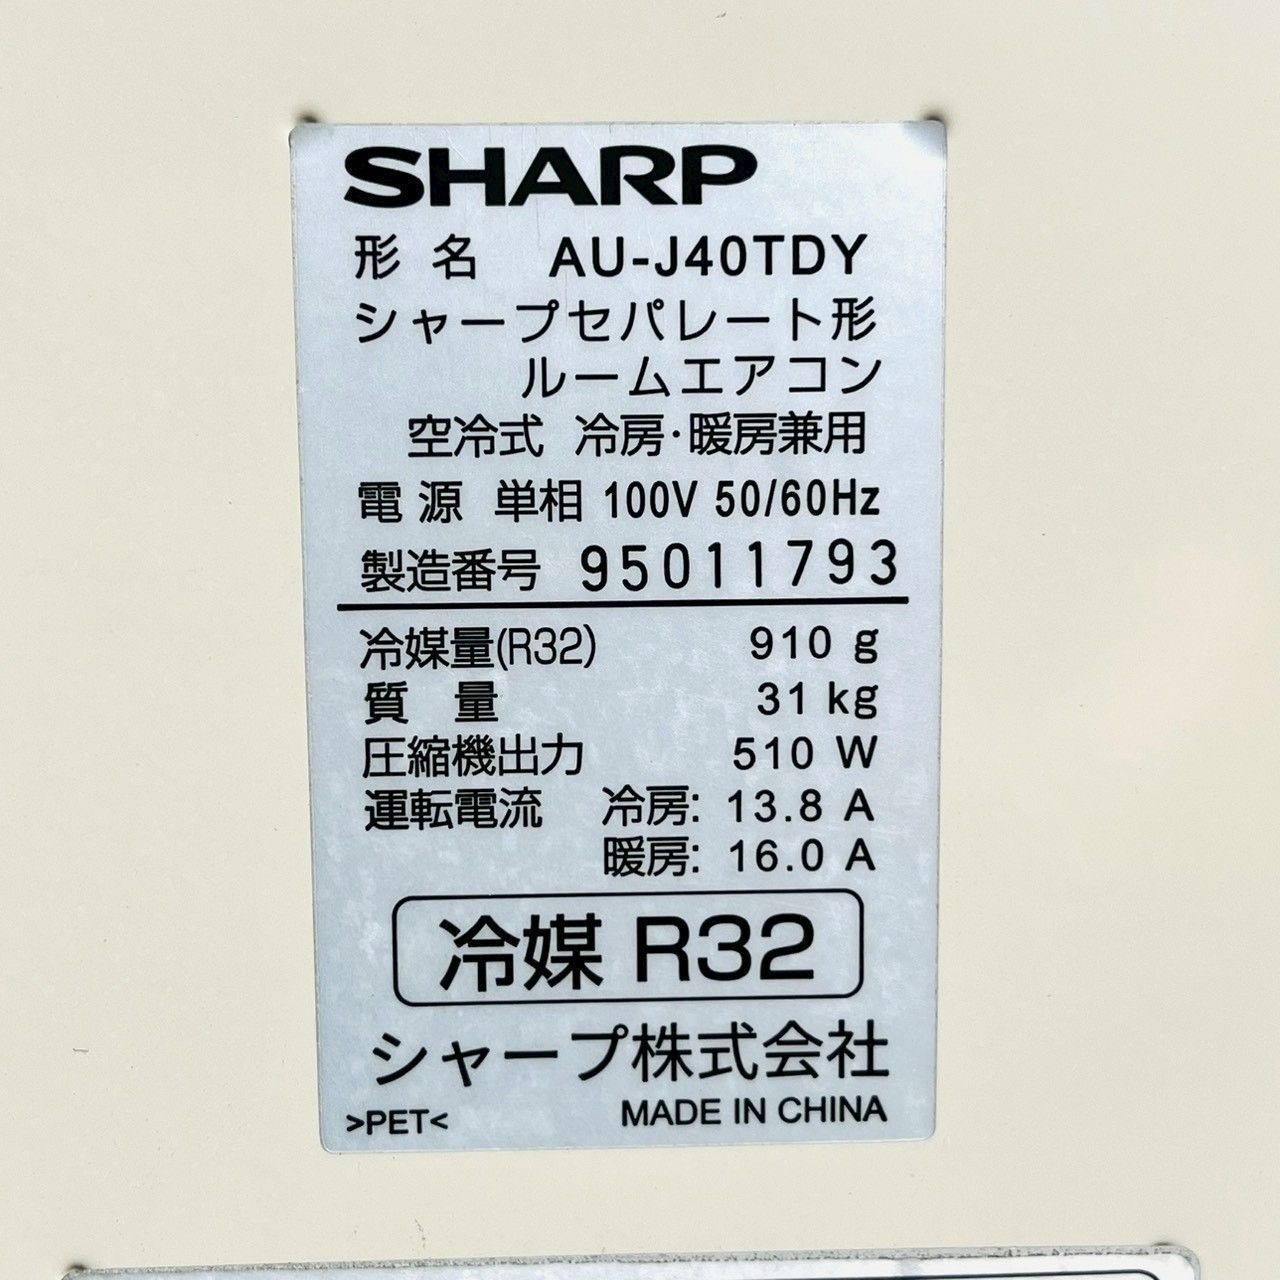 SHARP
形名 AU-J40TDY
シャープセパレート形
ルームエアコン
空冷式 冷房・暖房兼用
電源 単相 100V 50/60Hz
製造番号 95011793
冷媒量(R32) 910 g
質量 31 kg
圧縮機出力 510 W
運転電流 冷房: 13.8 A
暖房: 16.0 A
冷媒 R32
シャープ株式会社
>PET< MADE IN CHINA